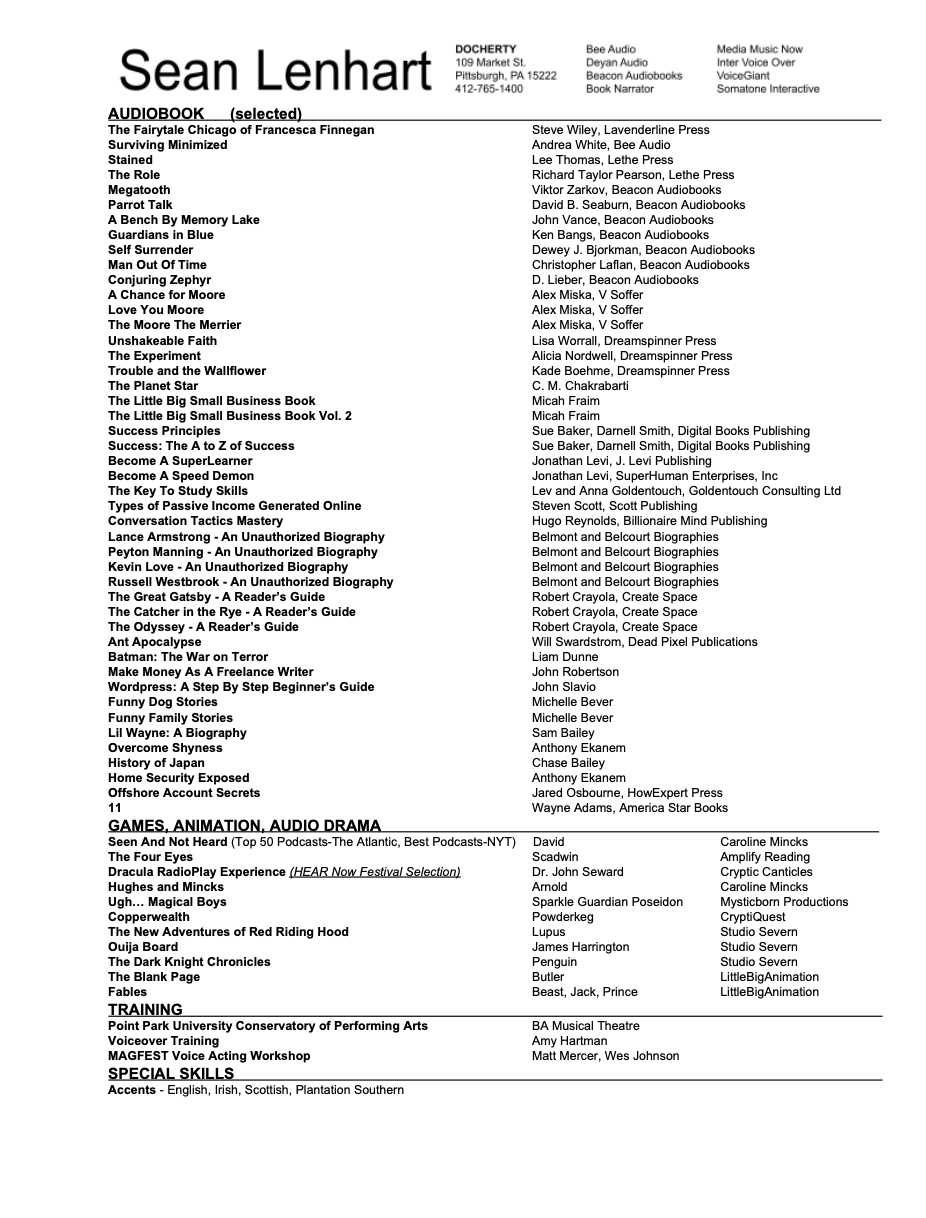 Sean Lenhart
DOCHERTY Bee Audio Media Music Now
109 Market St. Deyan Audio Inter Voice Over
Pittsburgh, PA 15222 Beacon Audiobooks VoiceGiant
412-765-1400 Book Narrator Somatone Interactive
AUDIOBOOK (selected)
The Fairytale Chicago of Francesca Finnegan Steve Wiley, Lavenderline Press
Surviving Minimized Andrea White, Bee Audio
Stained Lee Thomas, Lethe Press
The Role Richard Taylor Pearson, Lethe Press
Megatooth Viktor Zarkov, Beacon Audiobooks
Parrot Talk David B. Seaburn, Beacon Audiobooks
A Bench By Memory Lake John Vance, Beacon Audiobooks
Guardians in Blue Ken Bangs, Beacon Audiobooks
Self Surrender Dewey J. Bjorkman, Beacon Audiobooks
Man Out Of Time Christopher Laflan, Beacon Audiobooks
Conjuring Zephyr D. Lieber, Beacon Audiobooks
A Chance for Moore Alex Miska, V Soffer
Love You Moore Alex Miska, V Soffer
The Moore The Merrier Alex Miska, V Soffer
Unshakeable Faith Lisa Worrall, Dreamspinner Press
The Experiment Alicia Nordwell, Dreamspinner Press
Trouble and the Wallflower Kade Boehme, Dreamspinner Press
The Planet Star C. M. Chakrabarti
The Little Big Small Business Book Micah Fraim
The Little Big Small Business Book Vol. 2 Micah Fraim
Success Principles Sue Baker, Darnell Smith, Digital Books Publishing
Success: The A to Z of Success Sue Baker, Darnell Smith, Digital Books Publishing
Become A SuperLearner Jonathan Levi, J. Levi Publishing
Become A Speed Demon Jonathan Levi, SuperHuman Enterprises, Inc
The Key To Study Skills Lev and Anna Goldentouch, Goldentouch Consulting Ltd
Types of Passive Income Generated Online Steven Scott, Scott Publishing
Conversation Tactics Mastery Hugo Reynolds, Billionaire Mind Publishing
Lance Armstrong - An Unauthorized Biography Belmont and Belcourt Biographies
Peyton Manning - An Unauthorized Biography Belmont and Belcourt Biographies
Kevin Love - An Unauthorized Biography Belmont and Belcourt Biographies
Russell Westbrook - An Unauthorized Biography Belmont and Belcourt Biographies
The Great Gatsby - A Reader’s Guide Robert Crayola, Create Space
The Catcher in the Rye - A Reader’s Guide Robert Crayola, Create Space
The Odyssey - A Reader’s Guide Robert Crayola, Create Space
Ant Apocalypse Will Swardstrom, Dead Pixel Publications
Batman: The War on Terror Liam Dunne
Make Money As A Freelance Writer John Robertson
Wordpress: A Step By Step Beginner’s Guide John Slavio
Funny Dog Stories Michelle Bever
Funny Family Stories Michelle Bever
Lil Wayne: A Biography Sam Bailey
Overcome Shyness Anthony Ekanem
History of Japan Chase Bailey
Home Security Exposed Anthony Ekanem
Offshore Account Secrets Jared Osbourne, HowExpert Press
11 Wayne Adams, America Star Books
GAMES, ANIMATION, AUDIO DRAMA
Seen And Not Heard (Top 50 Podcasts-The Atlantic, Best Podcasts-NYT) David Caroline Mincks
The Four Eyes Scadwin Amplify Reading
Dracula RadioPlay Experience (HEAR Now Festival Selection) Dr. John Seward Cryptic Canticles
Hughes and Mincks Arnold Caroline Mincks
Ugh… Magical Boys Sparkle Guardian Poseidon Mysticborn Productions
Copperwealth Powderkeg CryptiQuest
The New Adventures of Red Riding Hood Lupus Studio Severn
Ouija Board James Harrington Studio Severn
The Dark Knight Chronicles Penguin Studio Severn
The Blank Page Butler LittleBigAnimation
Fables Beast, Jack, Prince LittleBigAnimation
TRAINING
Point Park University Conservatory of Performing Arts BA Musical Theatre
Voiceover Training Amy Hartman
MAGFEST Voice Acting Workshop Matt Mercer, Wes Johnson
SPECIAL SKILLS
Accents - English, Irish, Scottish, Plantation Southern